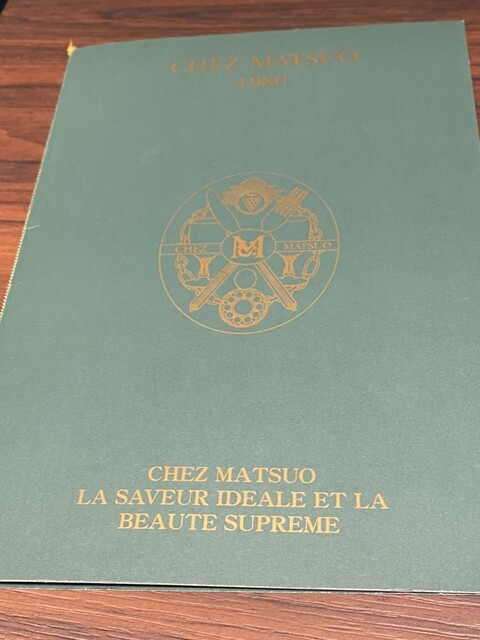 CHEZ MATSUO
1980
CHEZ MATSUO
CHEZ MATSUO
LA SAVEUR IDEALE ET LA
BEAUTE SUPREME